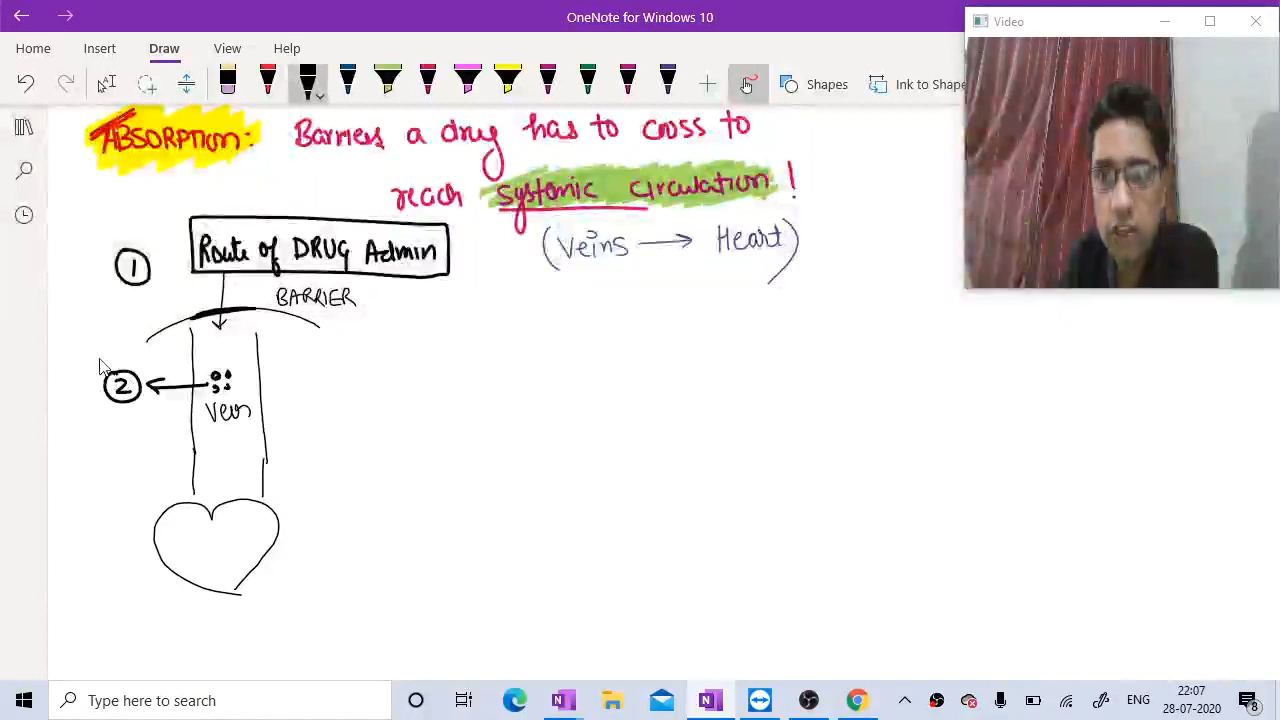 OneNote for Windows 10
Video
Home Insert Draw View Help
Shapes
Ink to Shape
ABSORPTION: Barriers a drug has to cross to
reach systemic circulation!
(Veins → Heart)
1
Route of DRUG Admin
BARRIER
2
Vein
Type here to search
ENG
22:07
28-07-2020
8